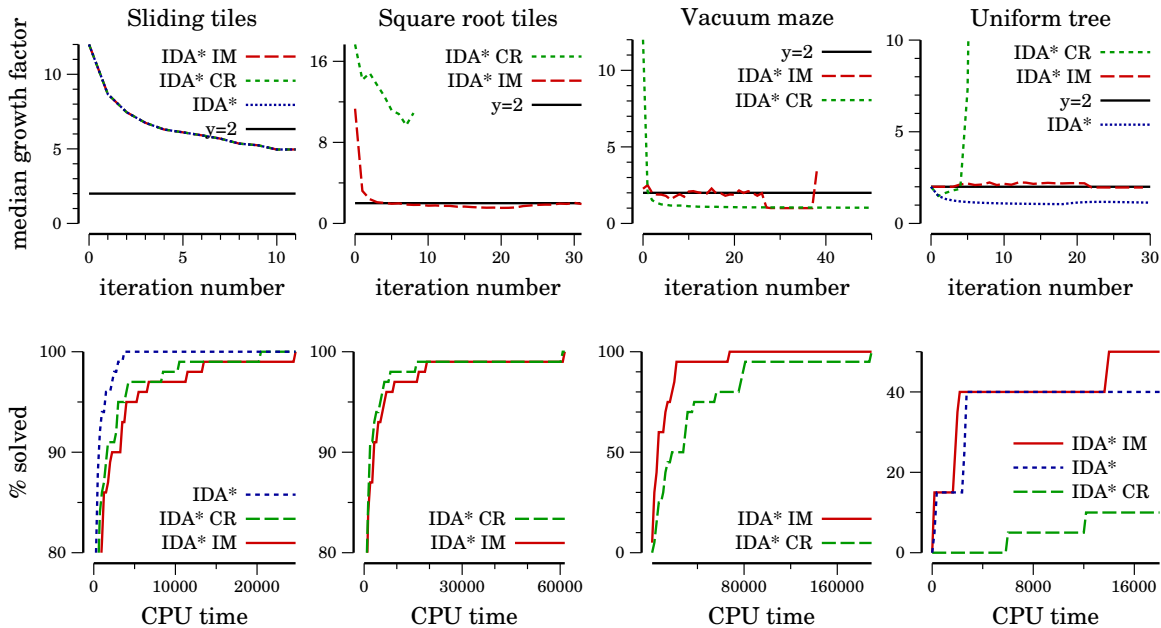 Sliding tiles
median growth factor
10
5
0
IDA* IM
IDA* CR
IDA*
y=2
0
5
10
iteration number
Square root tiles
16
12
8
4
0
IDA* CR
IDA* IM
y=2
0
10
20
30
iteration number
Vacuum maze
10
5
0
y=2
IDA* IM
IDA* CR
0
20
40
iteration number
Uniform tree
10
5
0
IDA* CR
IDA* IM
y=2
IDA*
0
10
20
30
iteration number
% solved
100
90
80
IDA*
IDA* CR
IDA* IM
0
10000
20000
CPU time
100
90
80
IDA* CR
IDA* IM
0
30000
60000
CPU time
100
50
0
IDA* IM
IDA* CR
80000
160000
CPU time
40
20
0
IDA* IM
IDA*
IDA* CR
0
8000
16000
CPU time